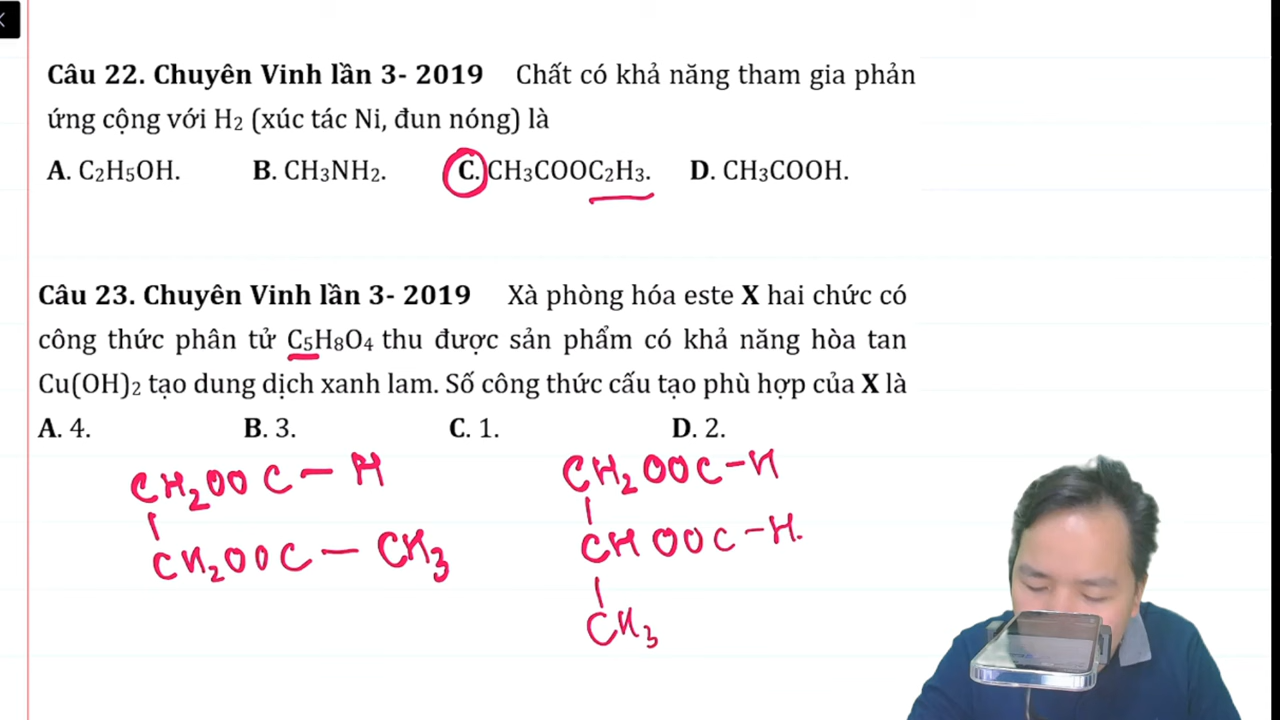 Câu 22. Chuyên Vinh lần 3- 2019 Chất có khả năng tham gia phản
ứng cộng với H₂ (xúc tác Ni, đun nóng) là
A. C₂H₅OH. B. CH₃NH₂. C. CH₃COOC₂H₃. D. CH₃COOH.
Câu 23. Chuyên Vinh lần 3- 2019 Xà phòng hóa este X hai chức có
công thức phân tử C₅H₈O₄ thu được sản phẩm có khả năng hòa tan
Cu(OH)₂ tạo dung dịch xanh lam. Số công thức cấu tạo phù hợp của X là
A. 4. B. 3. C. 1. D. 2.
CH₂OOC — H CH₂OOC-H
CH₂OOC — CH₃ CHOOC-H.
CH₃